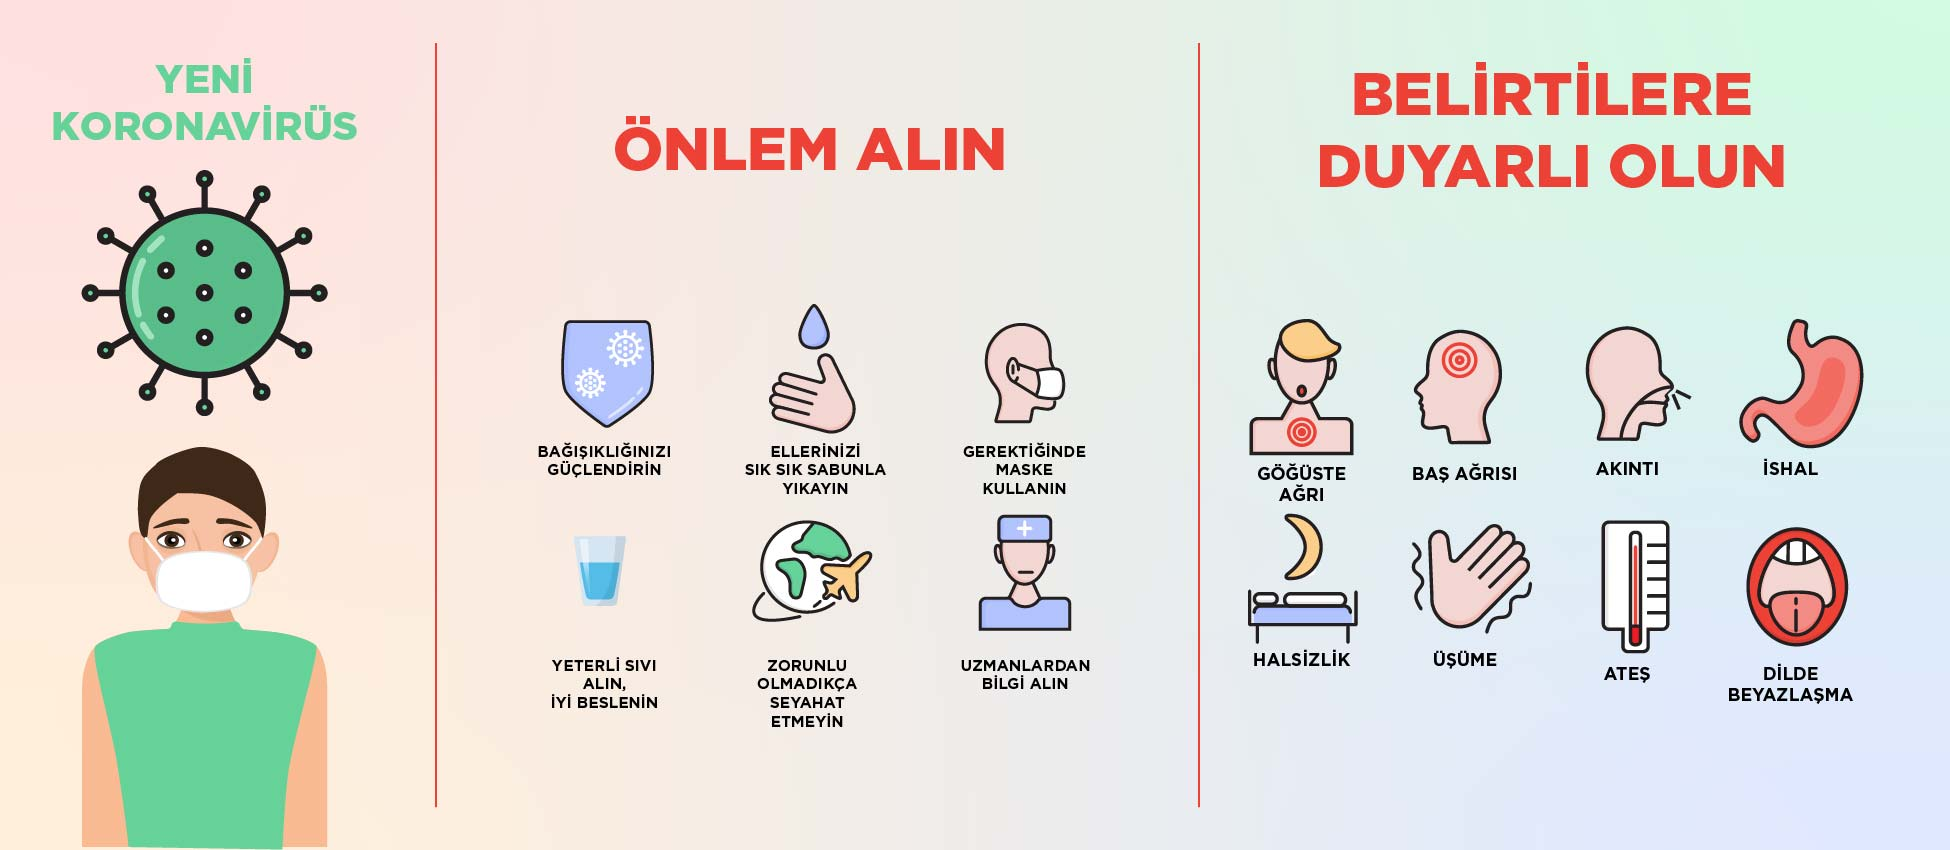 YENİ
KORONAVİRÜS
ÖNLEM ALIN
BAĞIŞIKLIĞINIZI
GÜÇLENDİRİN
ELLERİNİZİ
SIK SIK SABUNLA
YIKAYIN
GEREKTİĞİNDE
MASKE
KULLANIN
YETERLİ SIVI
ALIN,
İYİ BESLENİN
ZORUNLU
OLMADIKÇA
SEYAHAT
ETMEYİN
UZMANLARDAN
BİLGİ ALIN
BELİRTİLERE
DUYARLI OLUN
GÖĞÜSTE
AĞRI
BAŞ AĞRISI
AKINTI
İSHAL
HALSİZLİK
ÜŞÜME
ATEŞ
DİLDE
BEYAZLAŞMA